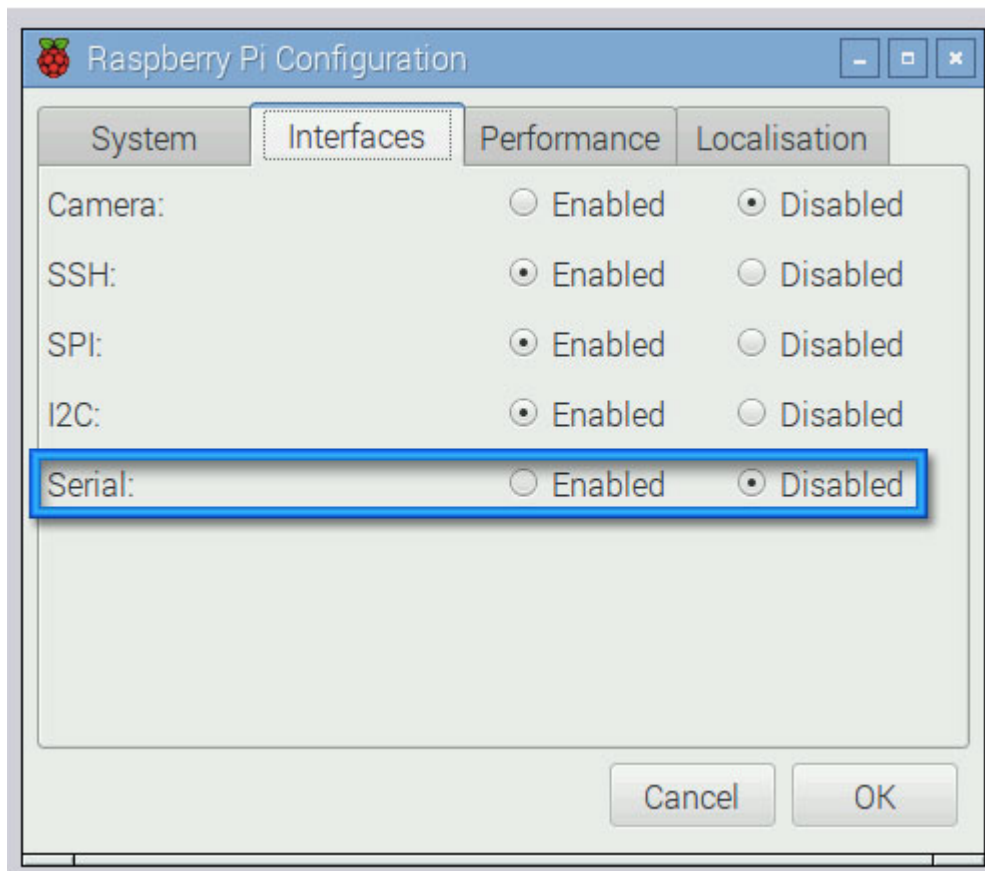 Raspberry Pi Configuration
System Interfaces Performance Localisation
Camera: Enabled Disabled
SSH: Enabled Disabled
SPI: Enabled Disabled
I2C: Enabled Disabled
Serial: Enabled Disabled
Cancel OK